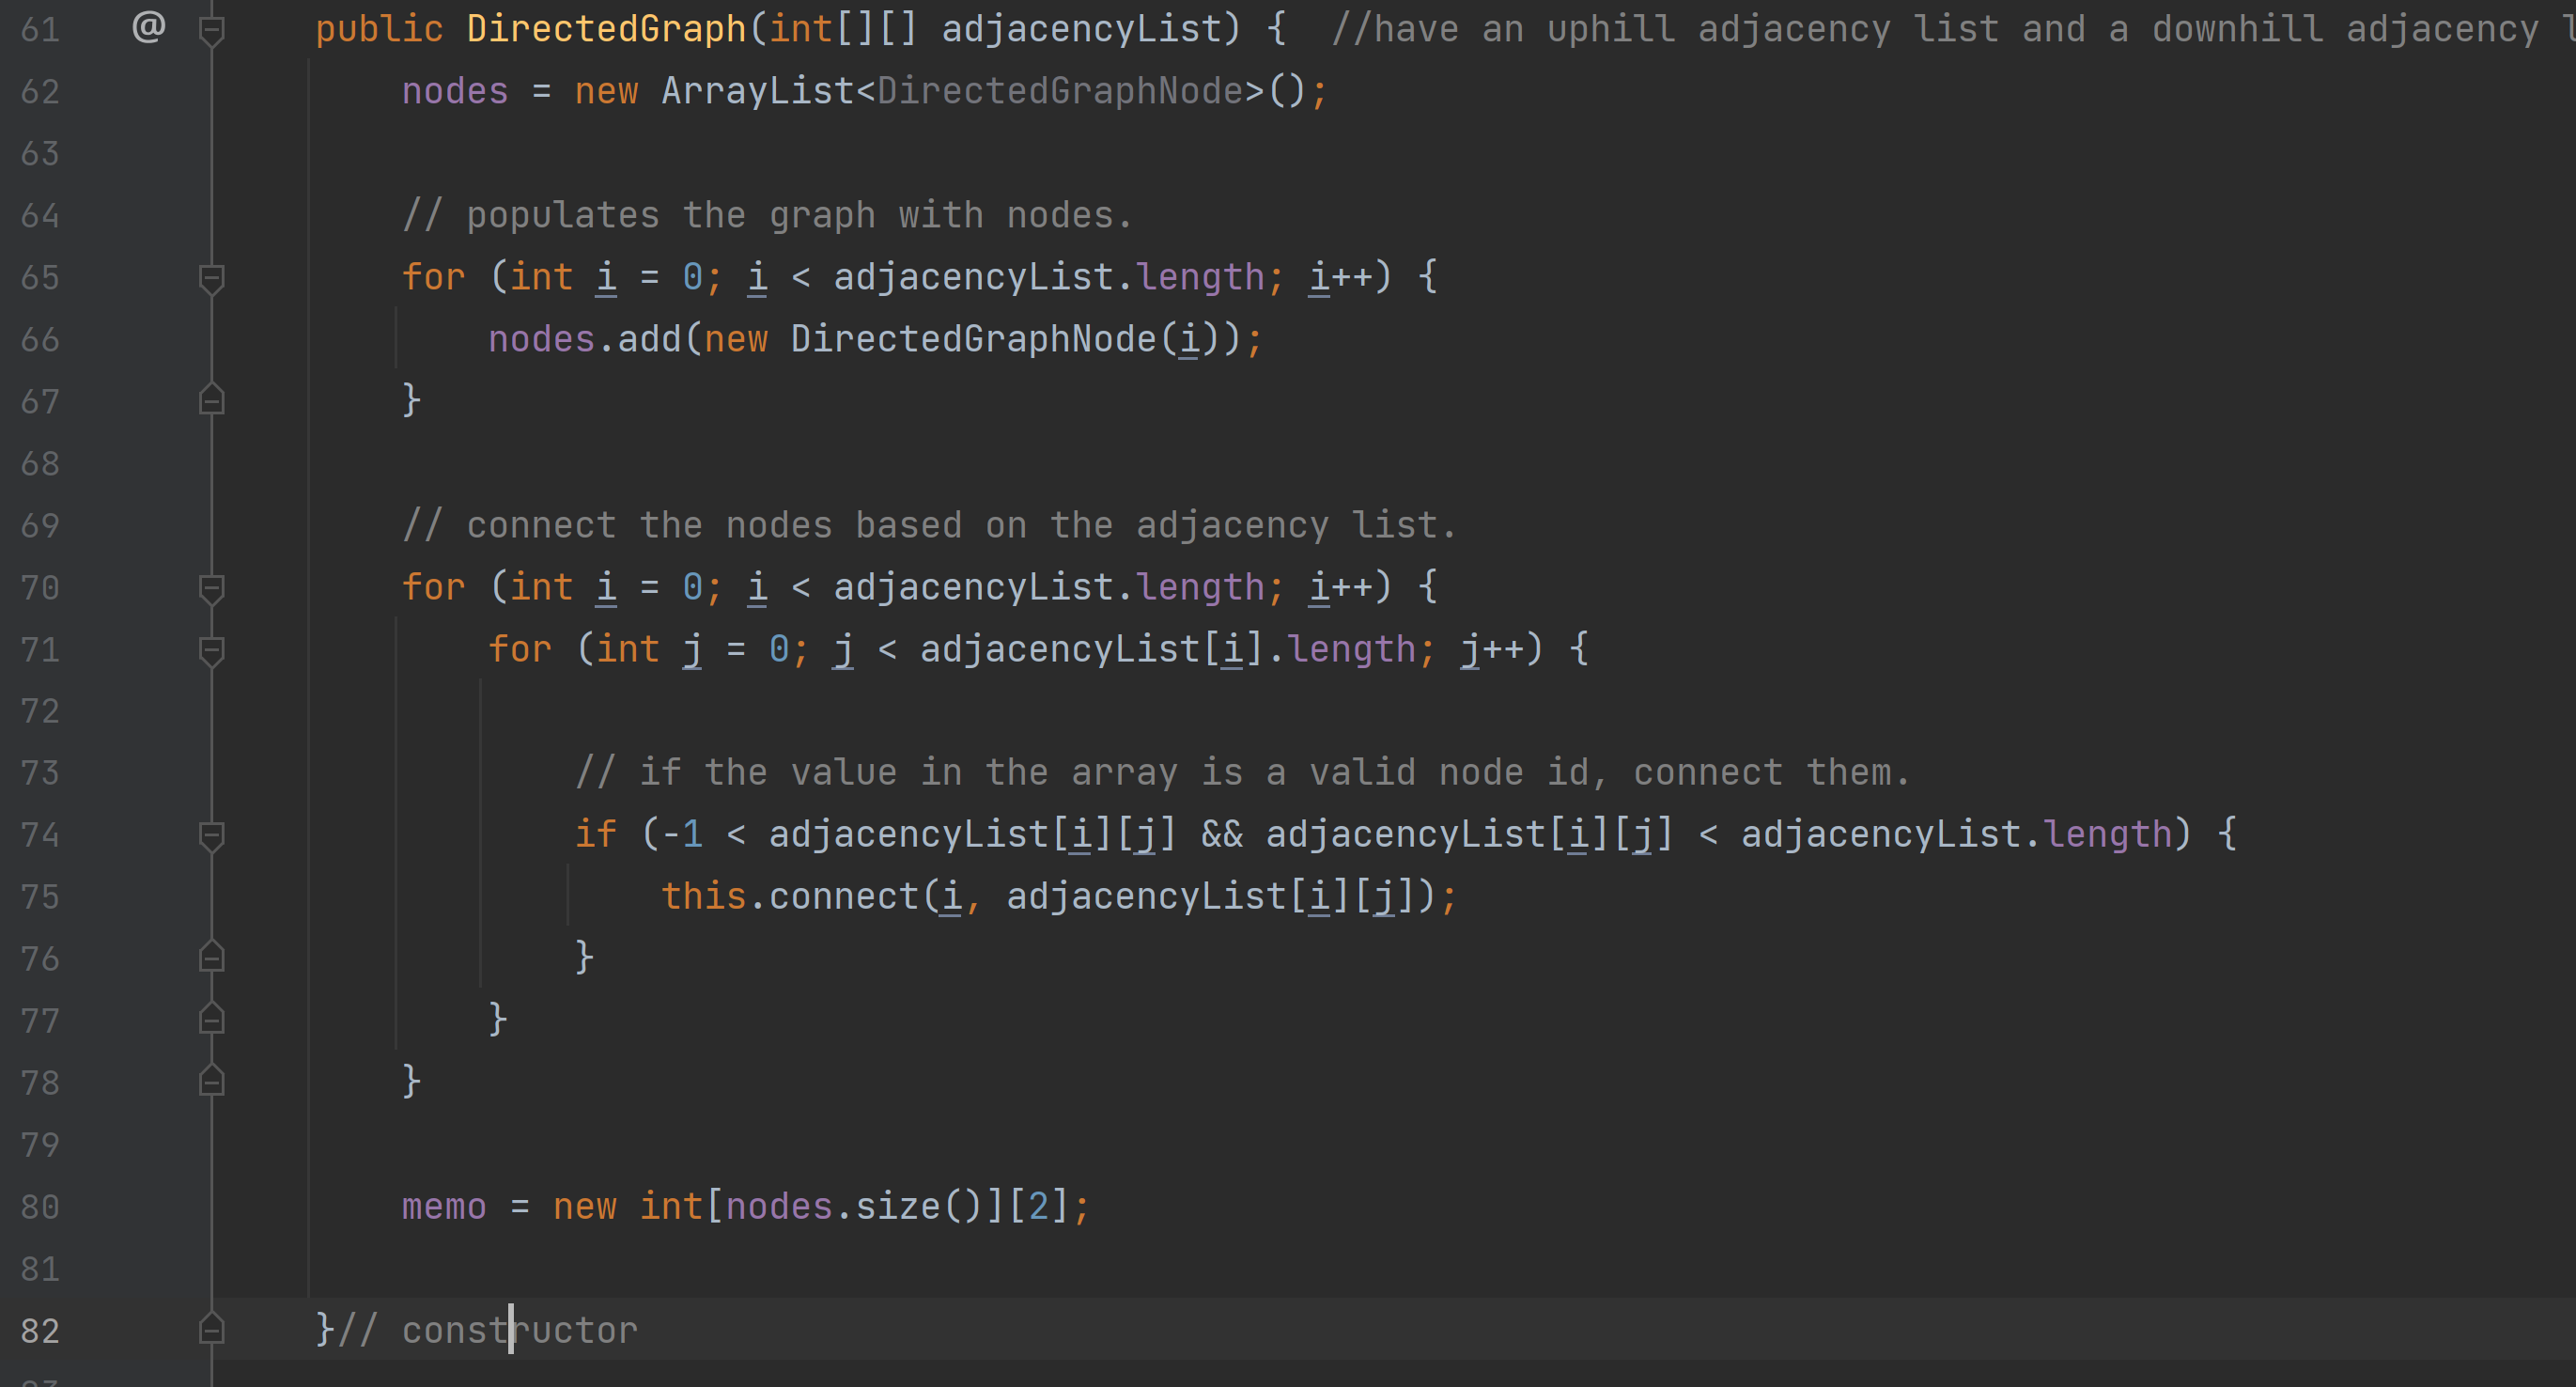 61 @ public DirectedGraph(int[][] adjacencyList) {  //have an uphill adjacency list and a downhill adjacency
62 nodes = new ArrayList<DirectedGraphNode>();
63
64 // populates the graph with nodes.
65 for (int i = 0; i < adjacencyList.length; i++) {
66 nodes.add(new DirectedGraphNode(i));
67 }
68
69 // connect the nodes based on the adjacency list.
70 for (int i = 0; i < adjacencyList.length; i++) {
71 for (int j = 0; j < adjacencyList[i].length; j++) {
72
73 // if the value in the array is a valid node id, connect them.
74 if (-1 < adjacencyList[i][j] && adjacencyList[i][j] < adjacencyList.length) {
75 this.connect(i, adjacencyList[i][j]);
76 }
77 }
78 }
79
80 memo = new int[nodes.size()][2];
81
82 }// constructor